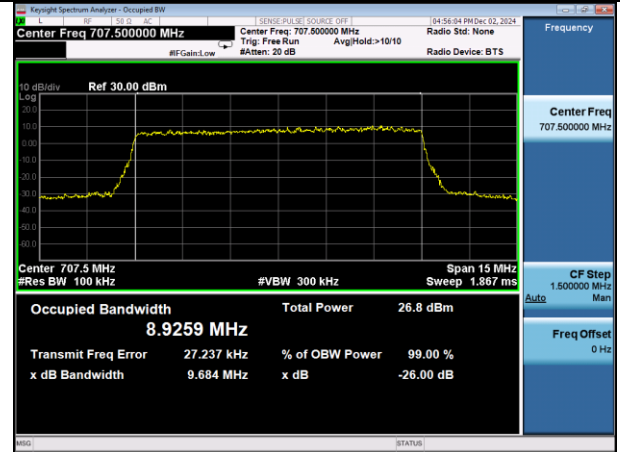 Keysight Spectrum Analyzer - Occupied BW
L RF 50 Ω AC SENSE:PULSE SOURCE OFF 04:56:04 PM Dec 02, 2024
Center Freq 707.500000 MHz Center Freq: 707.500000 MHz Radio Std: None Frequency
Trig: Free Run Avg|Hold:>10/10
#IFGain:Low #Atten: 20 dB Radio Device: BTS
10 dB/div Ref 30.00 dBm
Log
20.0
10.0
0.00
-10.0
-20.0
-30.0
-40.0
-50.0
-60.0
Center Freq
707.500000 MHz
Center 707.5 MHz Span 15 MHz
#Res BW 100 kHz #VBW 300 kHz Sweep 1.867 ms
CF Step
1.500000 MHz
Auto Man
Occupied Bandwidth Total Power 26.8 dBm
8.9259 MHz
Transmit Freq Error 27.237 kHz % of OBW Power 99.00 %
x dB Bandwidth 9.684 MHz x dB -26.00 dB
Freq Offset
0 Hz
MSG STATUS